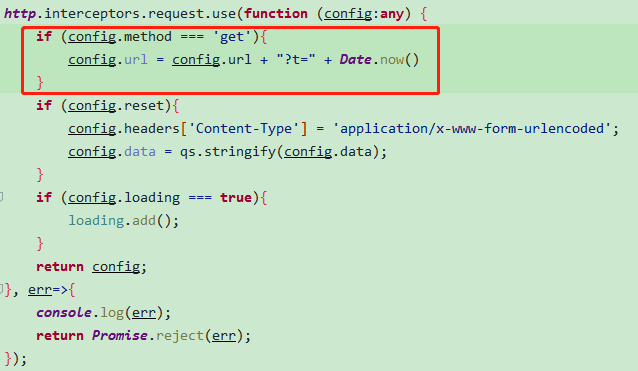 http.interceptors.request.use(function (config:any) {
if (config.method === 'get'){
config.url = config.url + "?t=" + Date.now()
}
if (config.reset){
config.headers['Content-Type'] = 'application/x-www-form-urlencoded';
config.data = qs.stringify(config.data);
}
if (config.loading === true){
loading.add();
}
return config;
}, err=>{
console.log(err);
return Promise.reject(err);
});